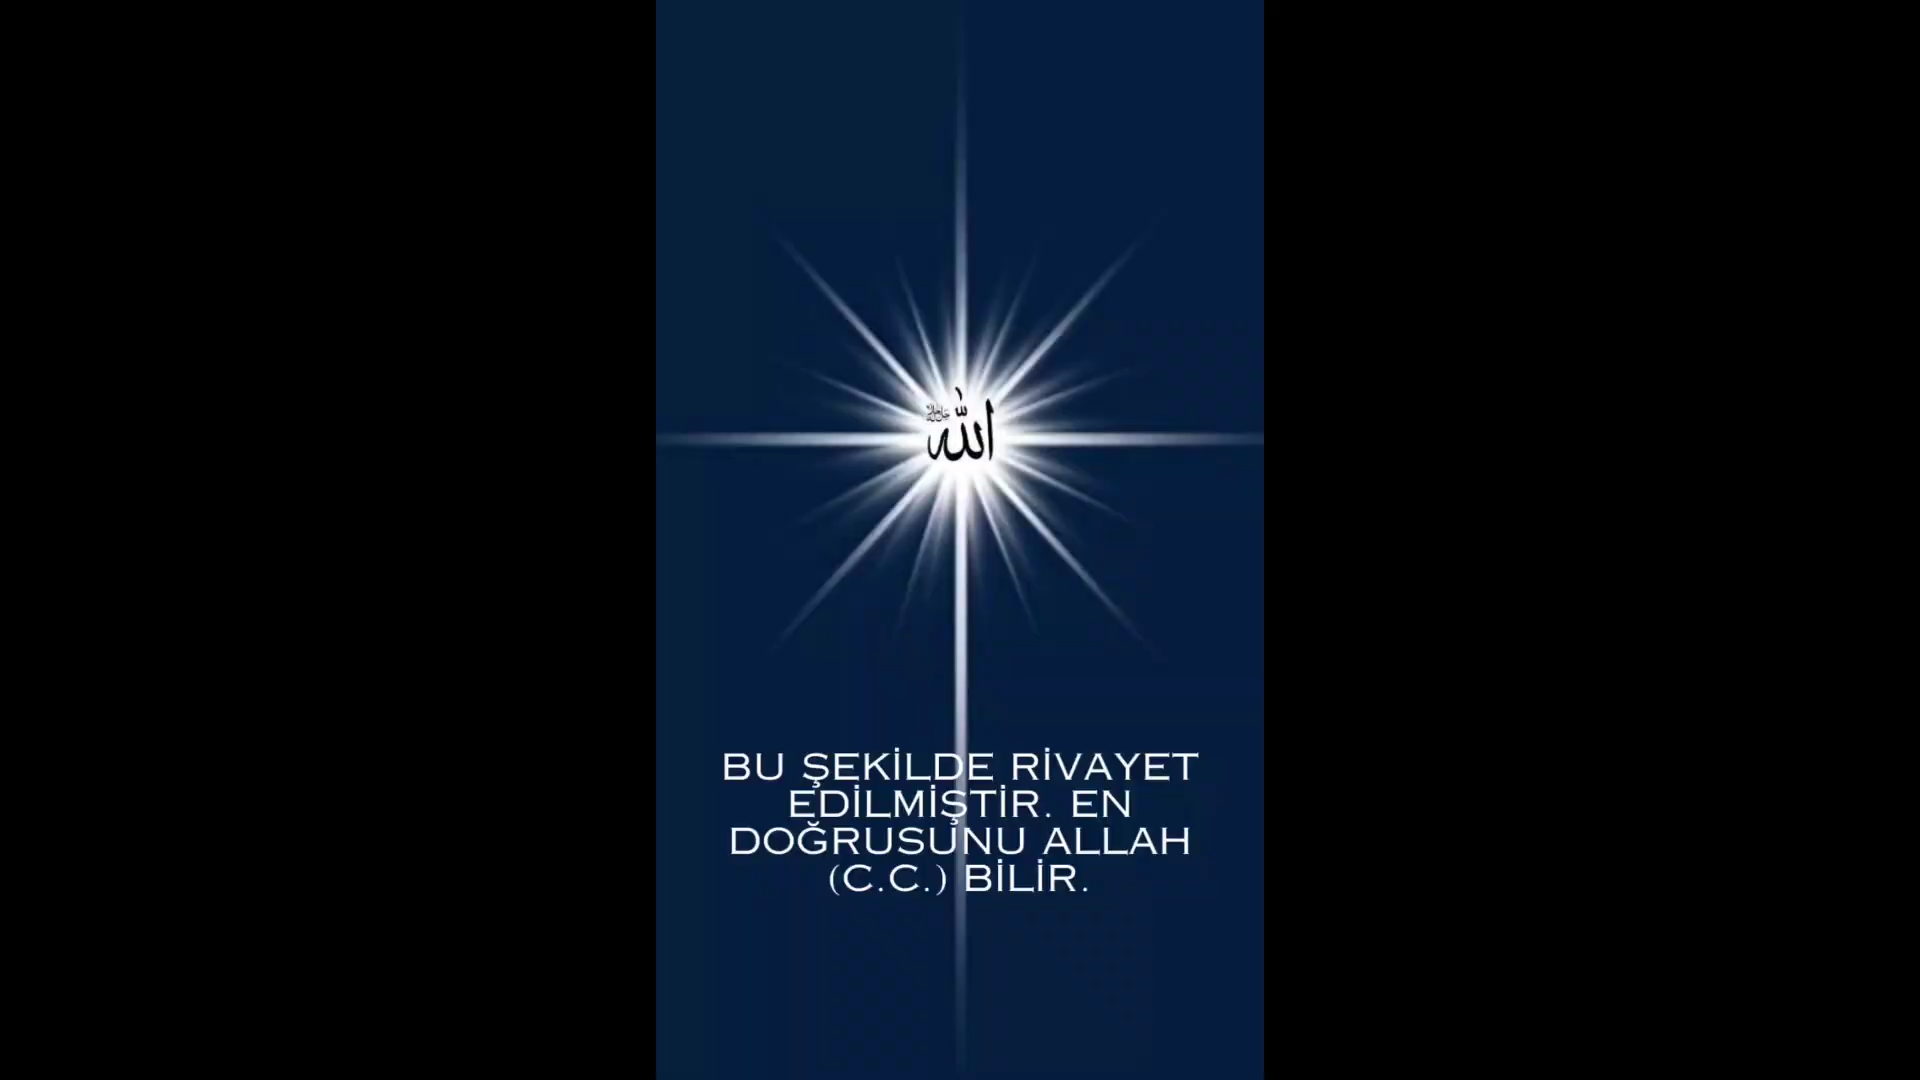 الله
BU ŞEKİLDE RİVAYET
EDİLMİŞTİR. EN
DOĞRUSUNU ALLAH
(C.C.) BİLİR.